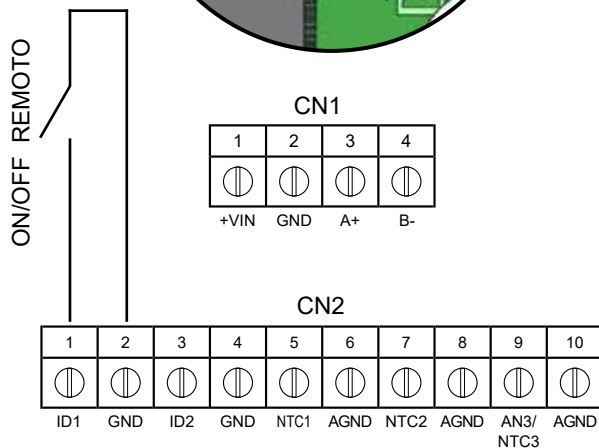 ON/OFF REMOTO
CN1
1 2 3 4
+VIN GND A+ B-
CN2
1 2 3 4 5 6 7 8 9 10
ID1 GND ID2 GND NTC1 AGND NTC2 AGND AN3/ AGND
NTC3